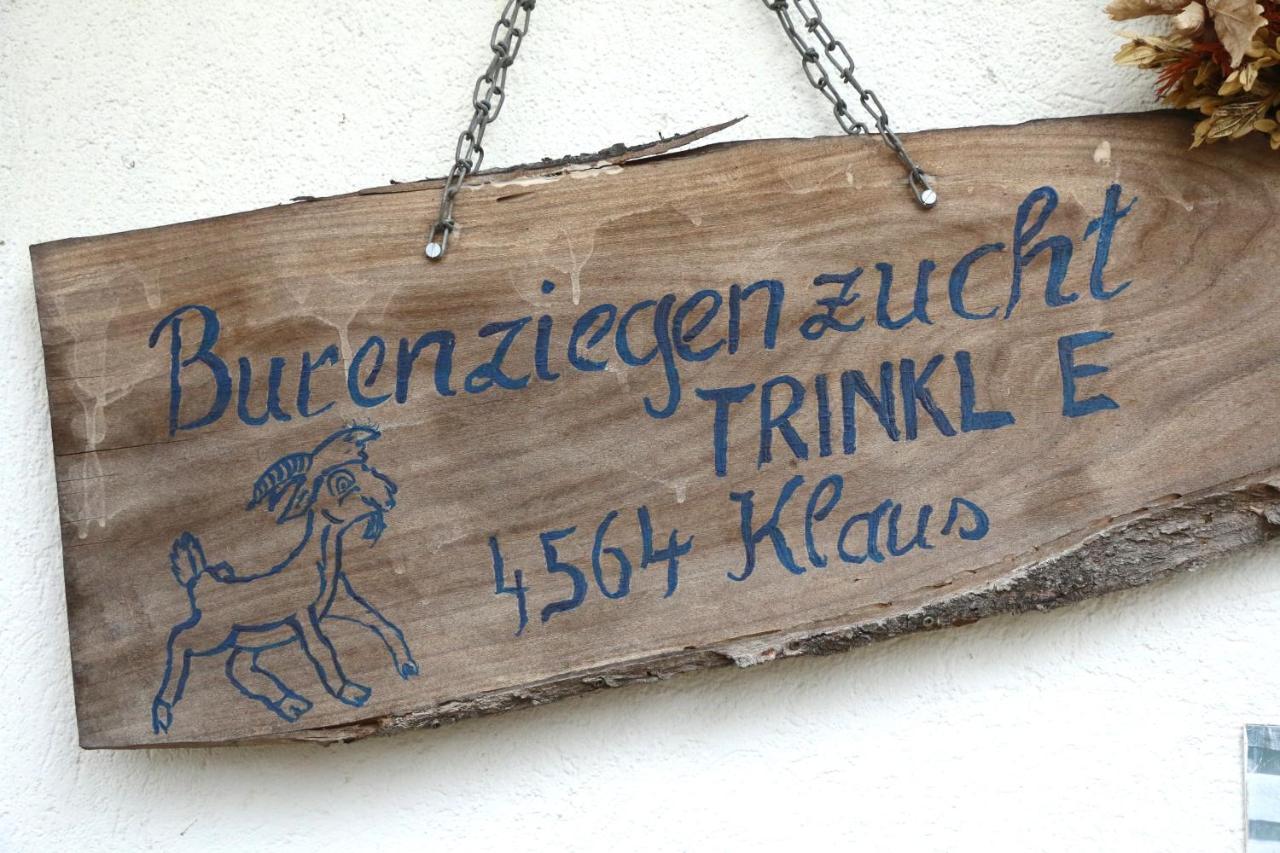 Burenziegenzucht
TRINKL E
4564 Klaus